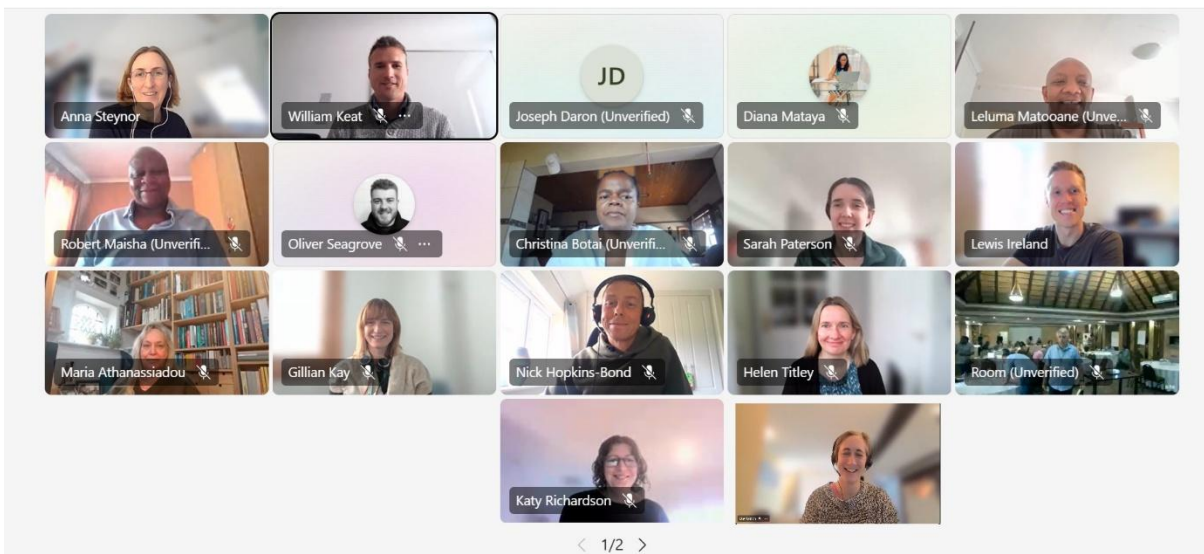 Anna Steynor
William Keat ...
JD
Joseph Daron (Unverified)
Diana Mataya
Leluma Matooane (Unve...
Robert Maisha (Unverifi...
Oliver Seagrove ...
Christina Botai (Unverifi...
Sarah Paterson
Lewis Ireland
Maria Athanassiadou
Gillian Kay
Nick Hopkins-Bond
Helen Titley
Room (Unverified)
Katy Richardson
1/2